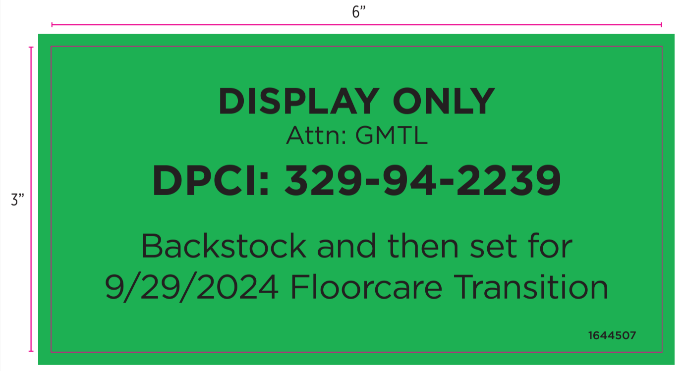 6”
3”
DISPLAY ONLY
Attn: GMTL
DPCI: 329-94-2239
Backstock and then set for
9/29/2024 Floorcare Transition
1644507